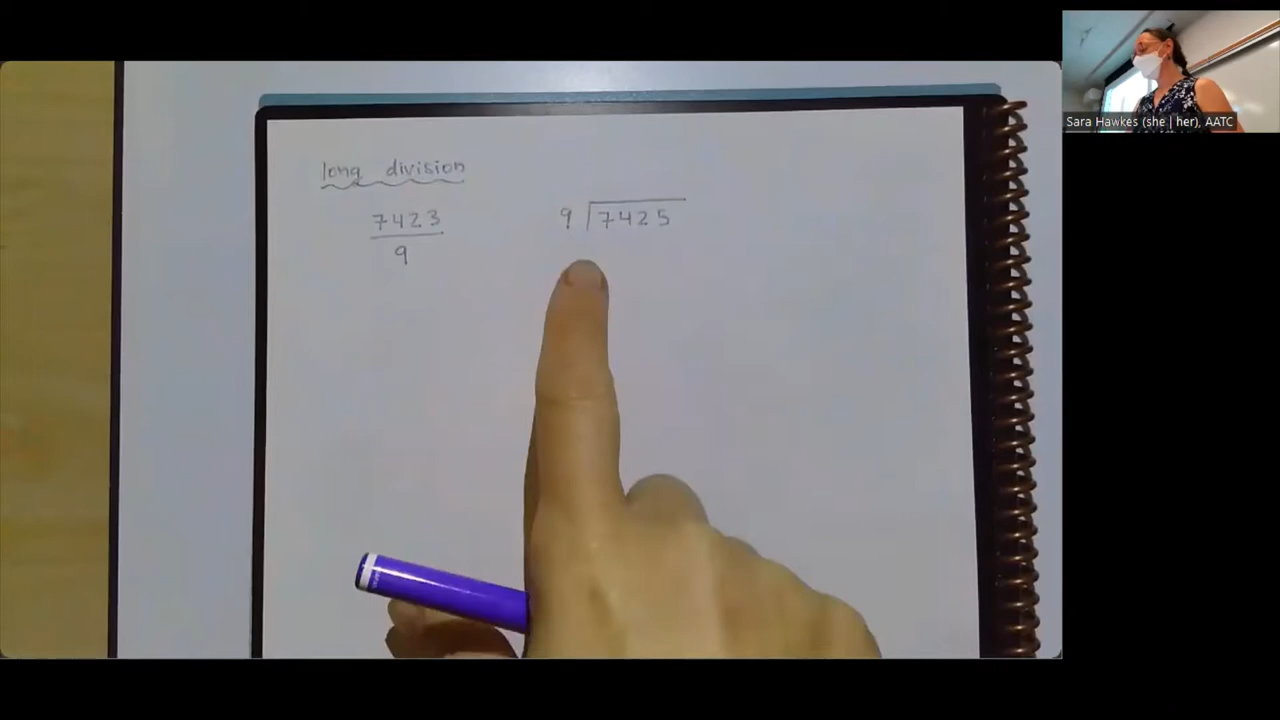 long division
7423
9
9 7425
Sara Hawkes (she | her), AATC